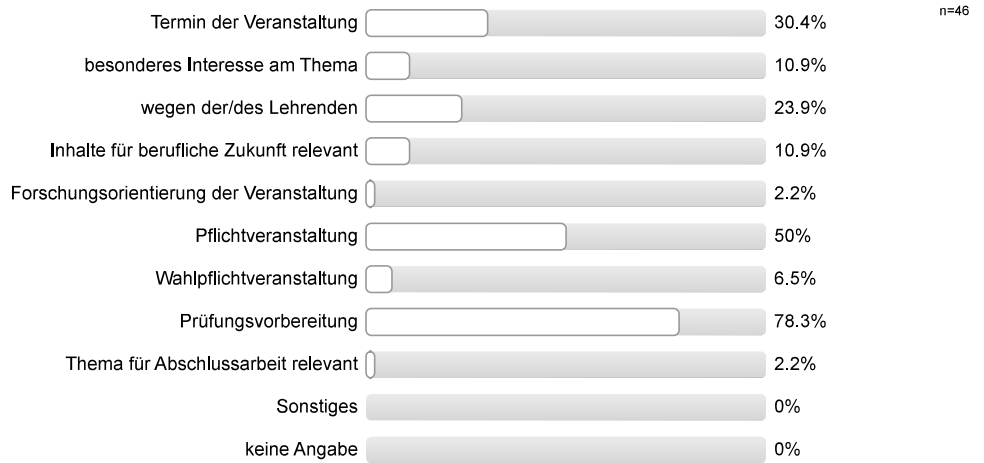 n=46
Termin der Veranstaltung 30.4%
besonderes Interesse am Thema 10.9%
wegen der/des Lehrenden 23.9%
Inhalte für berufliche Zukunft relevant 10.9%
Forschungsorientierung der Veranstaltung 2.2%
Pflichtveranstaltung 50%
Wahlpflichtveranstaltung 6.5%
Prüfungsvorbereitung 78.3%
Thema für Abschlussarbeit relevant 2.2%
Sonstiges 0%
keine Angabe 0%